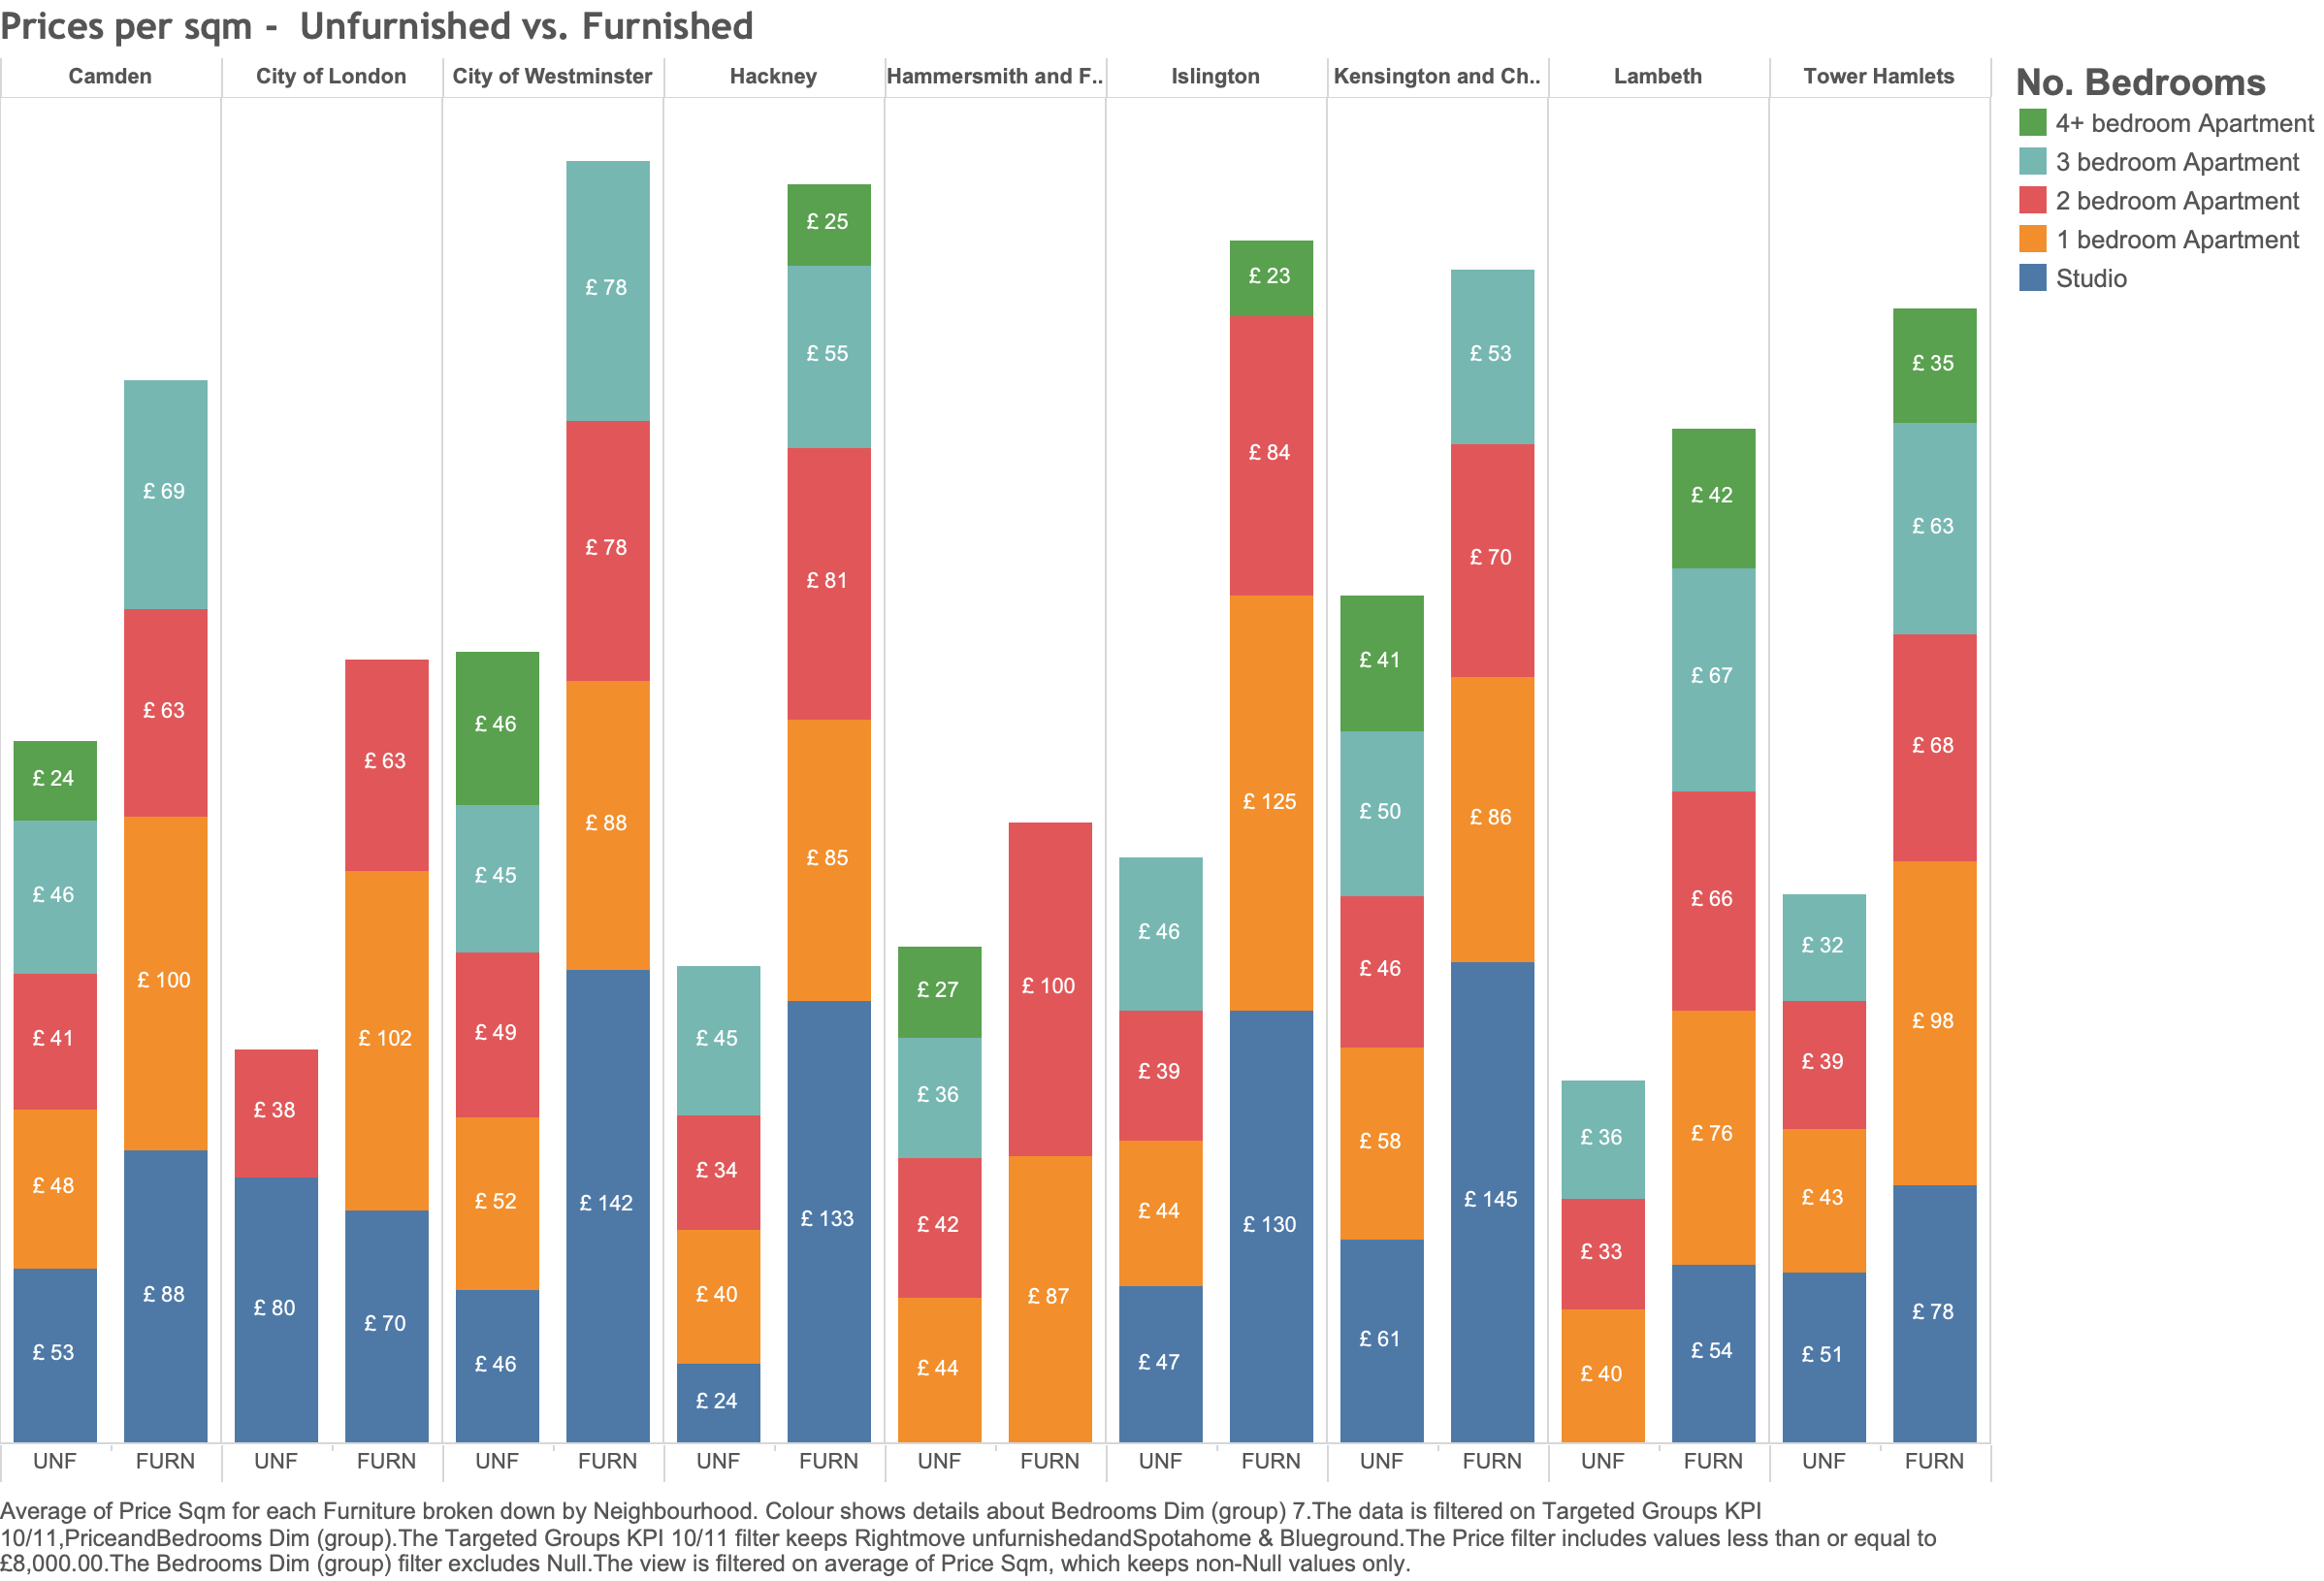 Prices per sqm -  Unfurnished vs. Furnished
Camden
City of London
City of Westminster
Hackney
Hammersmith and F..
Islington
Kensington and Ch..
Lambeth
Tower Hamlets
No. Bedrooms
4+ bedroom Apartment
3 bedroom Apartment
2 bedroom Apartment
1 bedroom Apartment
Studio
£ 24
£ 46
£ 41
£ 48
£ 53
£ 69
£ 63
£ 100
£ 88
£ 38
£ 80
£ 63
£ 102
£ 70
£ 46
£ 45
£ 49
£ 52
£ 46
£ 78
£ 78
£ 88
£ 142
£ 45
£ 34
£ 40
£ 24
£ 25
£ 55
£ 81
£ 85
£ 133
£ 27
£ 36
£ 42
£ 44
£ 100
£ 87
£ 46
£ 39
£ 44
£ 47
£ 23
£ 84
£ 125
£ 130
£ 41
£ 50
£ 46
£ 58
£ 61
£ 53
£ 70
£ 86
£ 145
£ 36
£ 33
£ 40
£ 42
£ 67
£ 66
£ 76
£ 54
£ 32
£ 39
£ 43
£ 51
£ 35
£ 63
£ 68
£ 98
£ 78
UNF
FURN
UNF
FURN
UNF
FURN
UNF
FURN
UNF
FURN
UNF
FURN
UNF
FURN
UNF
FURN
UNF
FURN
Average of Price Sqm for each Furniture broken down by Neighbourhood. Colour shows details about Bedrooms Dim (group) 7.The data is filtered on Targeted Groups KPI
10/11,PriceandBedrooms Dim (group).The Targeted Groups KPI 10/11 filter keeps Rightmove unfurnishedandSpotahome & Blueground.The Price filter includes values less than or equal to
£8,000.00.The Bedrooms Dim (group) filter excludes Null.The view is filtered on average of Price Sqm, which keeps non-Null values only.